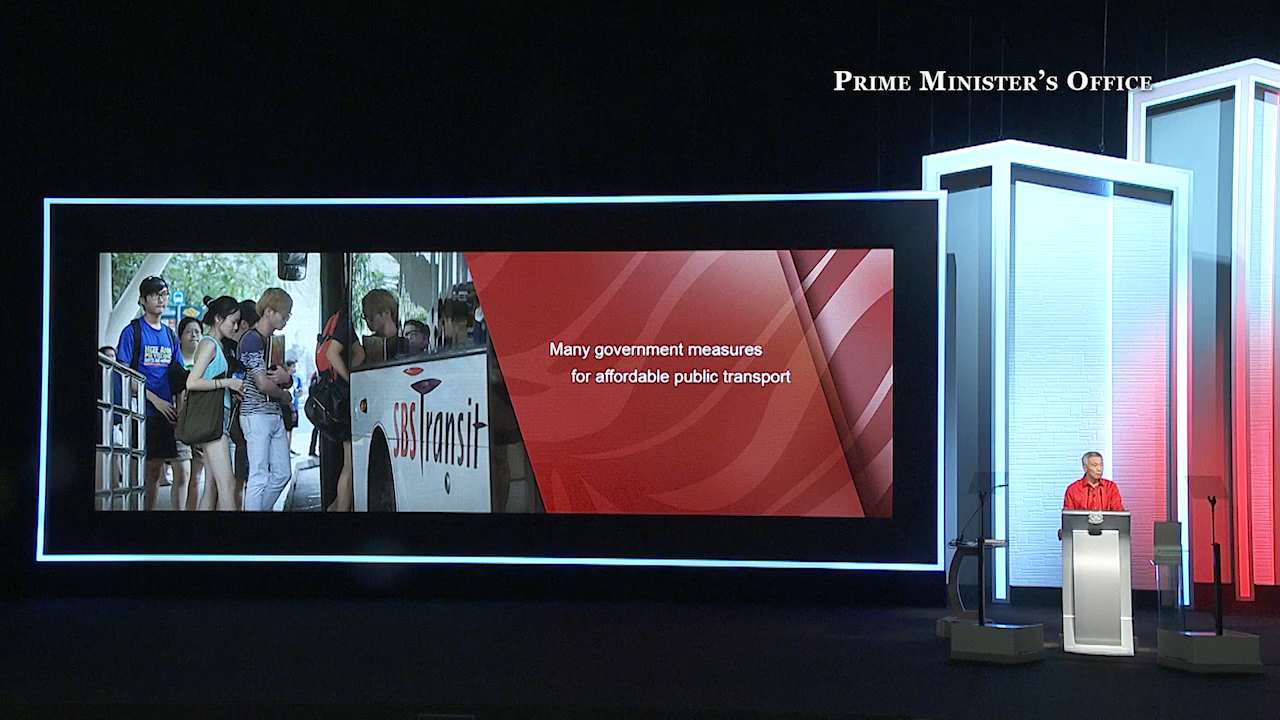 PRIME MINISTER'S OFFICE
Many government measures
for affordable public transport
SBS Transit